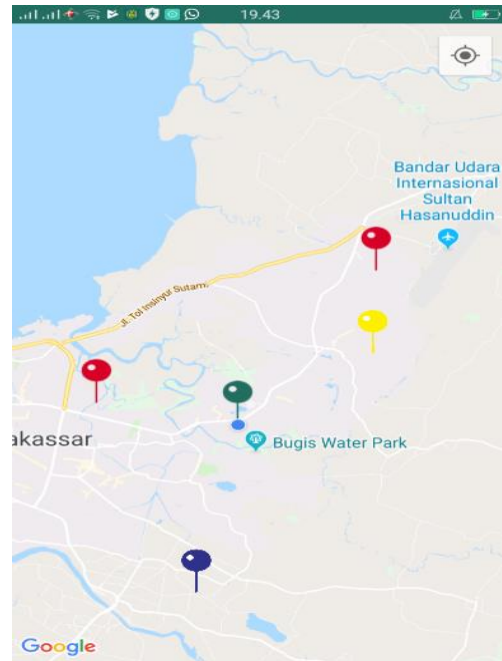 19.43
Bandar Udara
Internasional
Sultan
Hasanuddin
Jl. Tol Insinyur Sutami
akassar
Bugis Water Park
Google